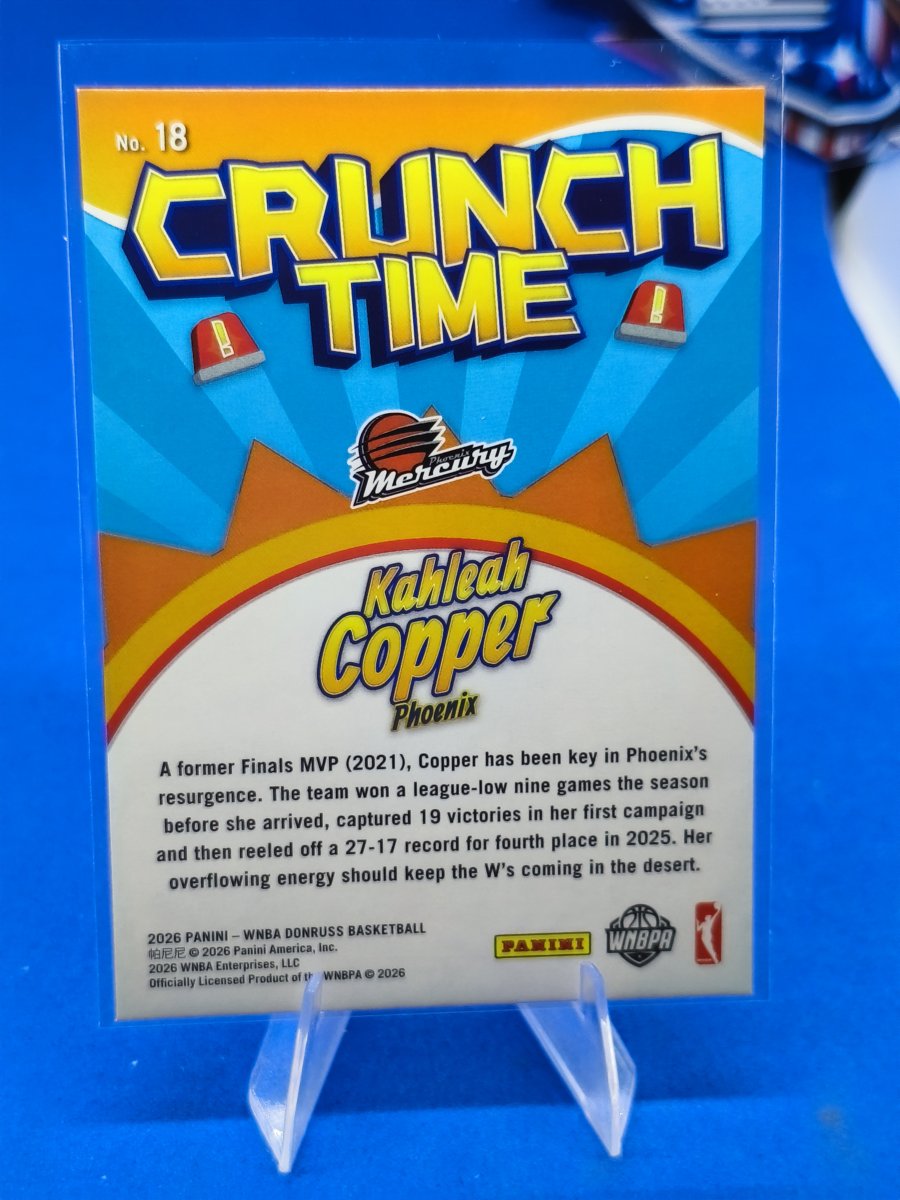 No. 18
CRUNCH
TIME
!
!
Phoenix
Mercury
Kahleah
Copper
Phoenix
A former Finals MVP (2021), Copper has been key in Phoenix's
resurgence. The team won a league-low nine games the season
before she arrived, captured 19 victories in her first campaign
and then reeled off a 27-17 record for fourth place in 2025. Her
overflowing energy should keep the W's coming in the desert.
2026 PANINI – WNBA DONRUSS BASKETBALL
帕尼尼 © 2026 Panini America, Inc.
2026 WNBA Enterprises, LLC
Officially Licensed Product of the WNBPA © 2026
PANINI
WNBPA